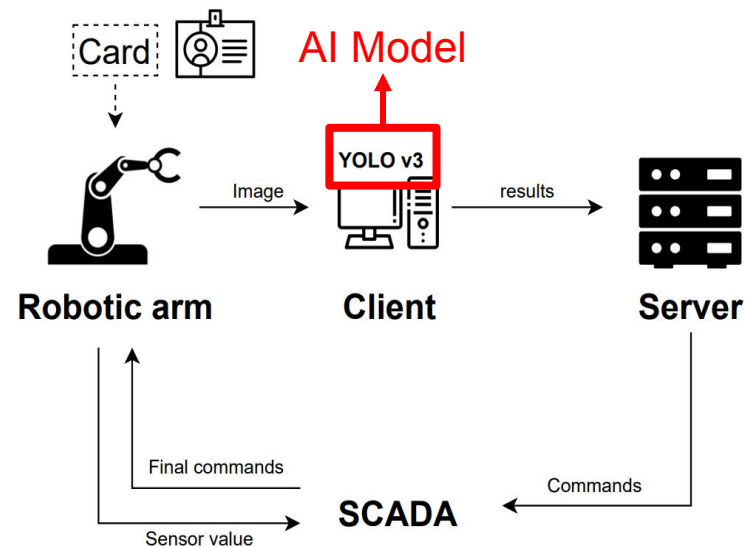 Card
AI Model
YOLO v3
Image
results
Robotic arm
Client
Server
Final commands
Commands
SCADA
Sensor value